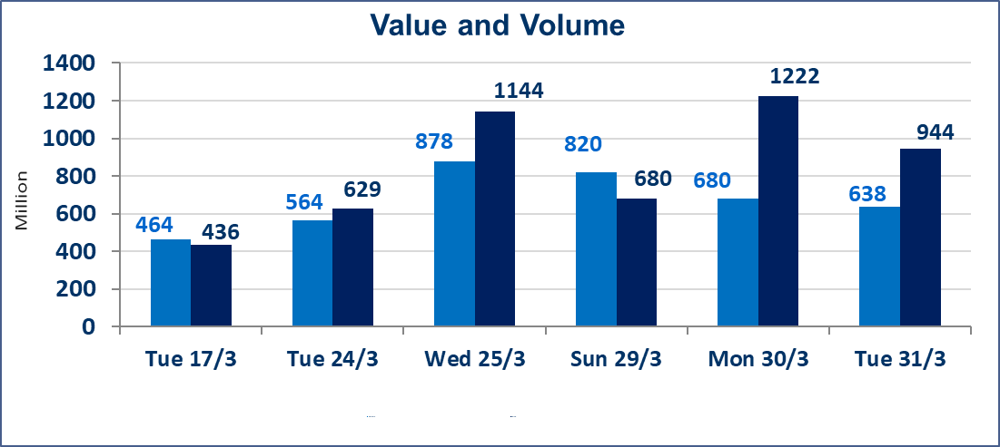 Value and Volume
1400
1200
1000
800
600
400
200
0
Million
464
436
564
629
878
1144
820
680
680
1222
638
944
Tue 17/3
Tue 24/3
Wed 25/3
Sun 29/3
Mon 30/3
Tue 31/3